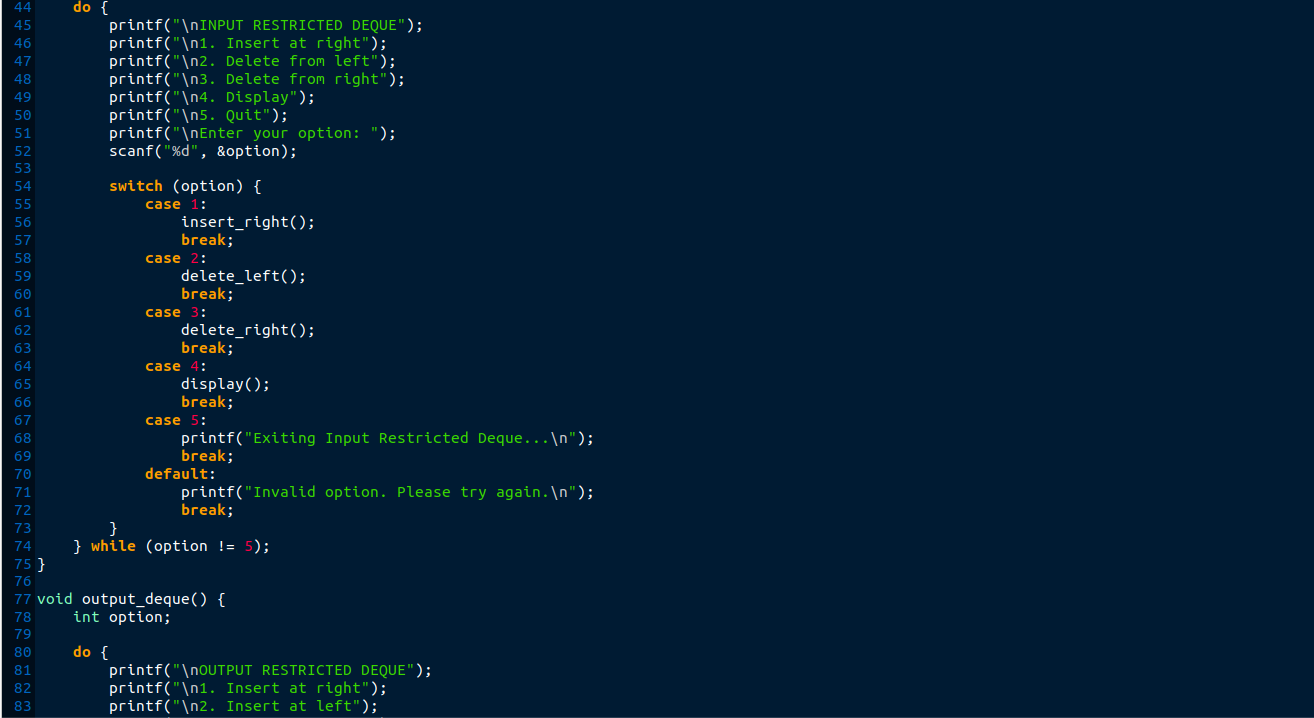 44    do {
45        printf("\nINPUT RESTRICTED DEQUE");
46        printf("\n1. Insert at right");
47        printf("\n2. Delete from left");
48        printf("\n3. Delete from right");
49        printf("\n4. Display");
50        printf("\n5. Quit");
51        printf("\nEnter your option: ");
52        scanf("%d", &option);
53
54        switch (option) {
55            case 1:
56                insert_right();
57                break;
58            case 2:
59                delete_left();
60                break;
61            case 3:
62                delete_right();
63                break;
64            case 4:
65                display();
66                break;
67            case 5:
68                printf("Exiting Input Restricted Deque...\n");
69                break;
70            default:
71                printf("Invalid option. Please try again.\n");
72                break;
73        }
74    } while (option != 5);
75 }
76
77 void output_deque() {
78    int option;
79
80    do {
81        printf("\nOUTPUT RESTRICTED DEQUE");
82        printf("\n1. Insert at right");
83        printf("\n2. Insert at left");